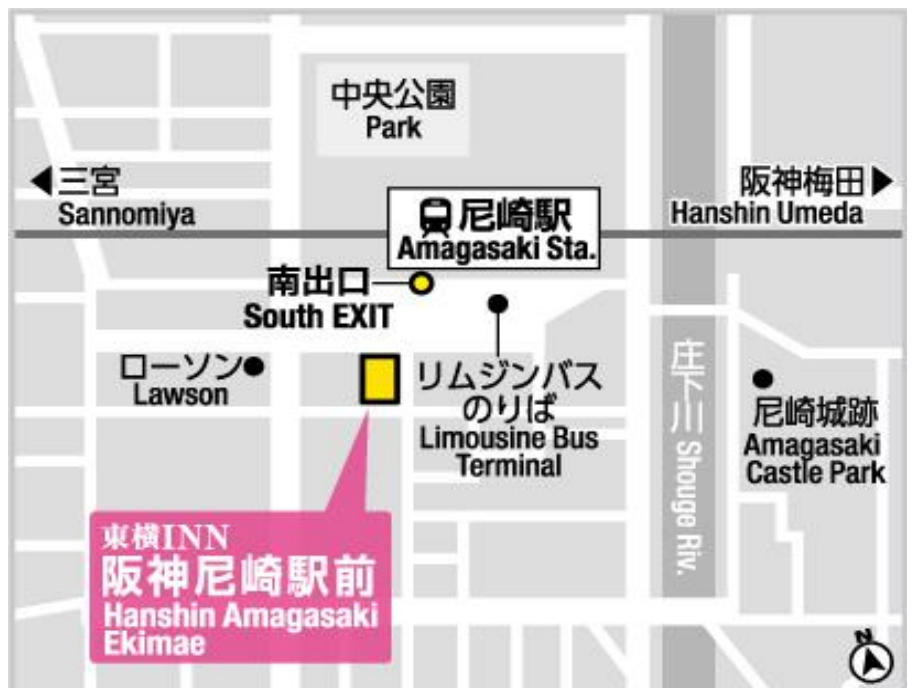 中央公園
Park
三宮
Sannomiya
阪神梅田
Hanshin Umeda
尼崎駅
Amagasaki Sta.
南出口
South EXIT
ローソン
Lawson
リムジンバス
のりば
Limousine Bus
Terminal
庄下川 Shouge Riv.
尼崎城跡
Amagasaki
Castle Park
東横INN
阪神尼崎駅前
Hanshin Amagasaki
Ekimae
N